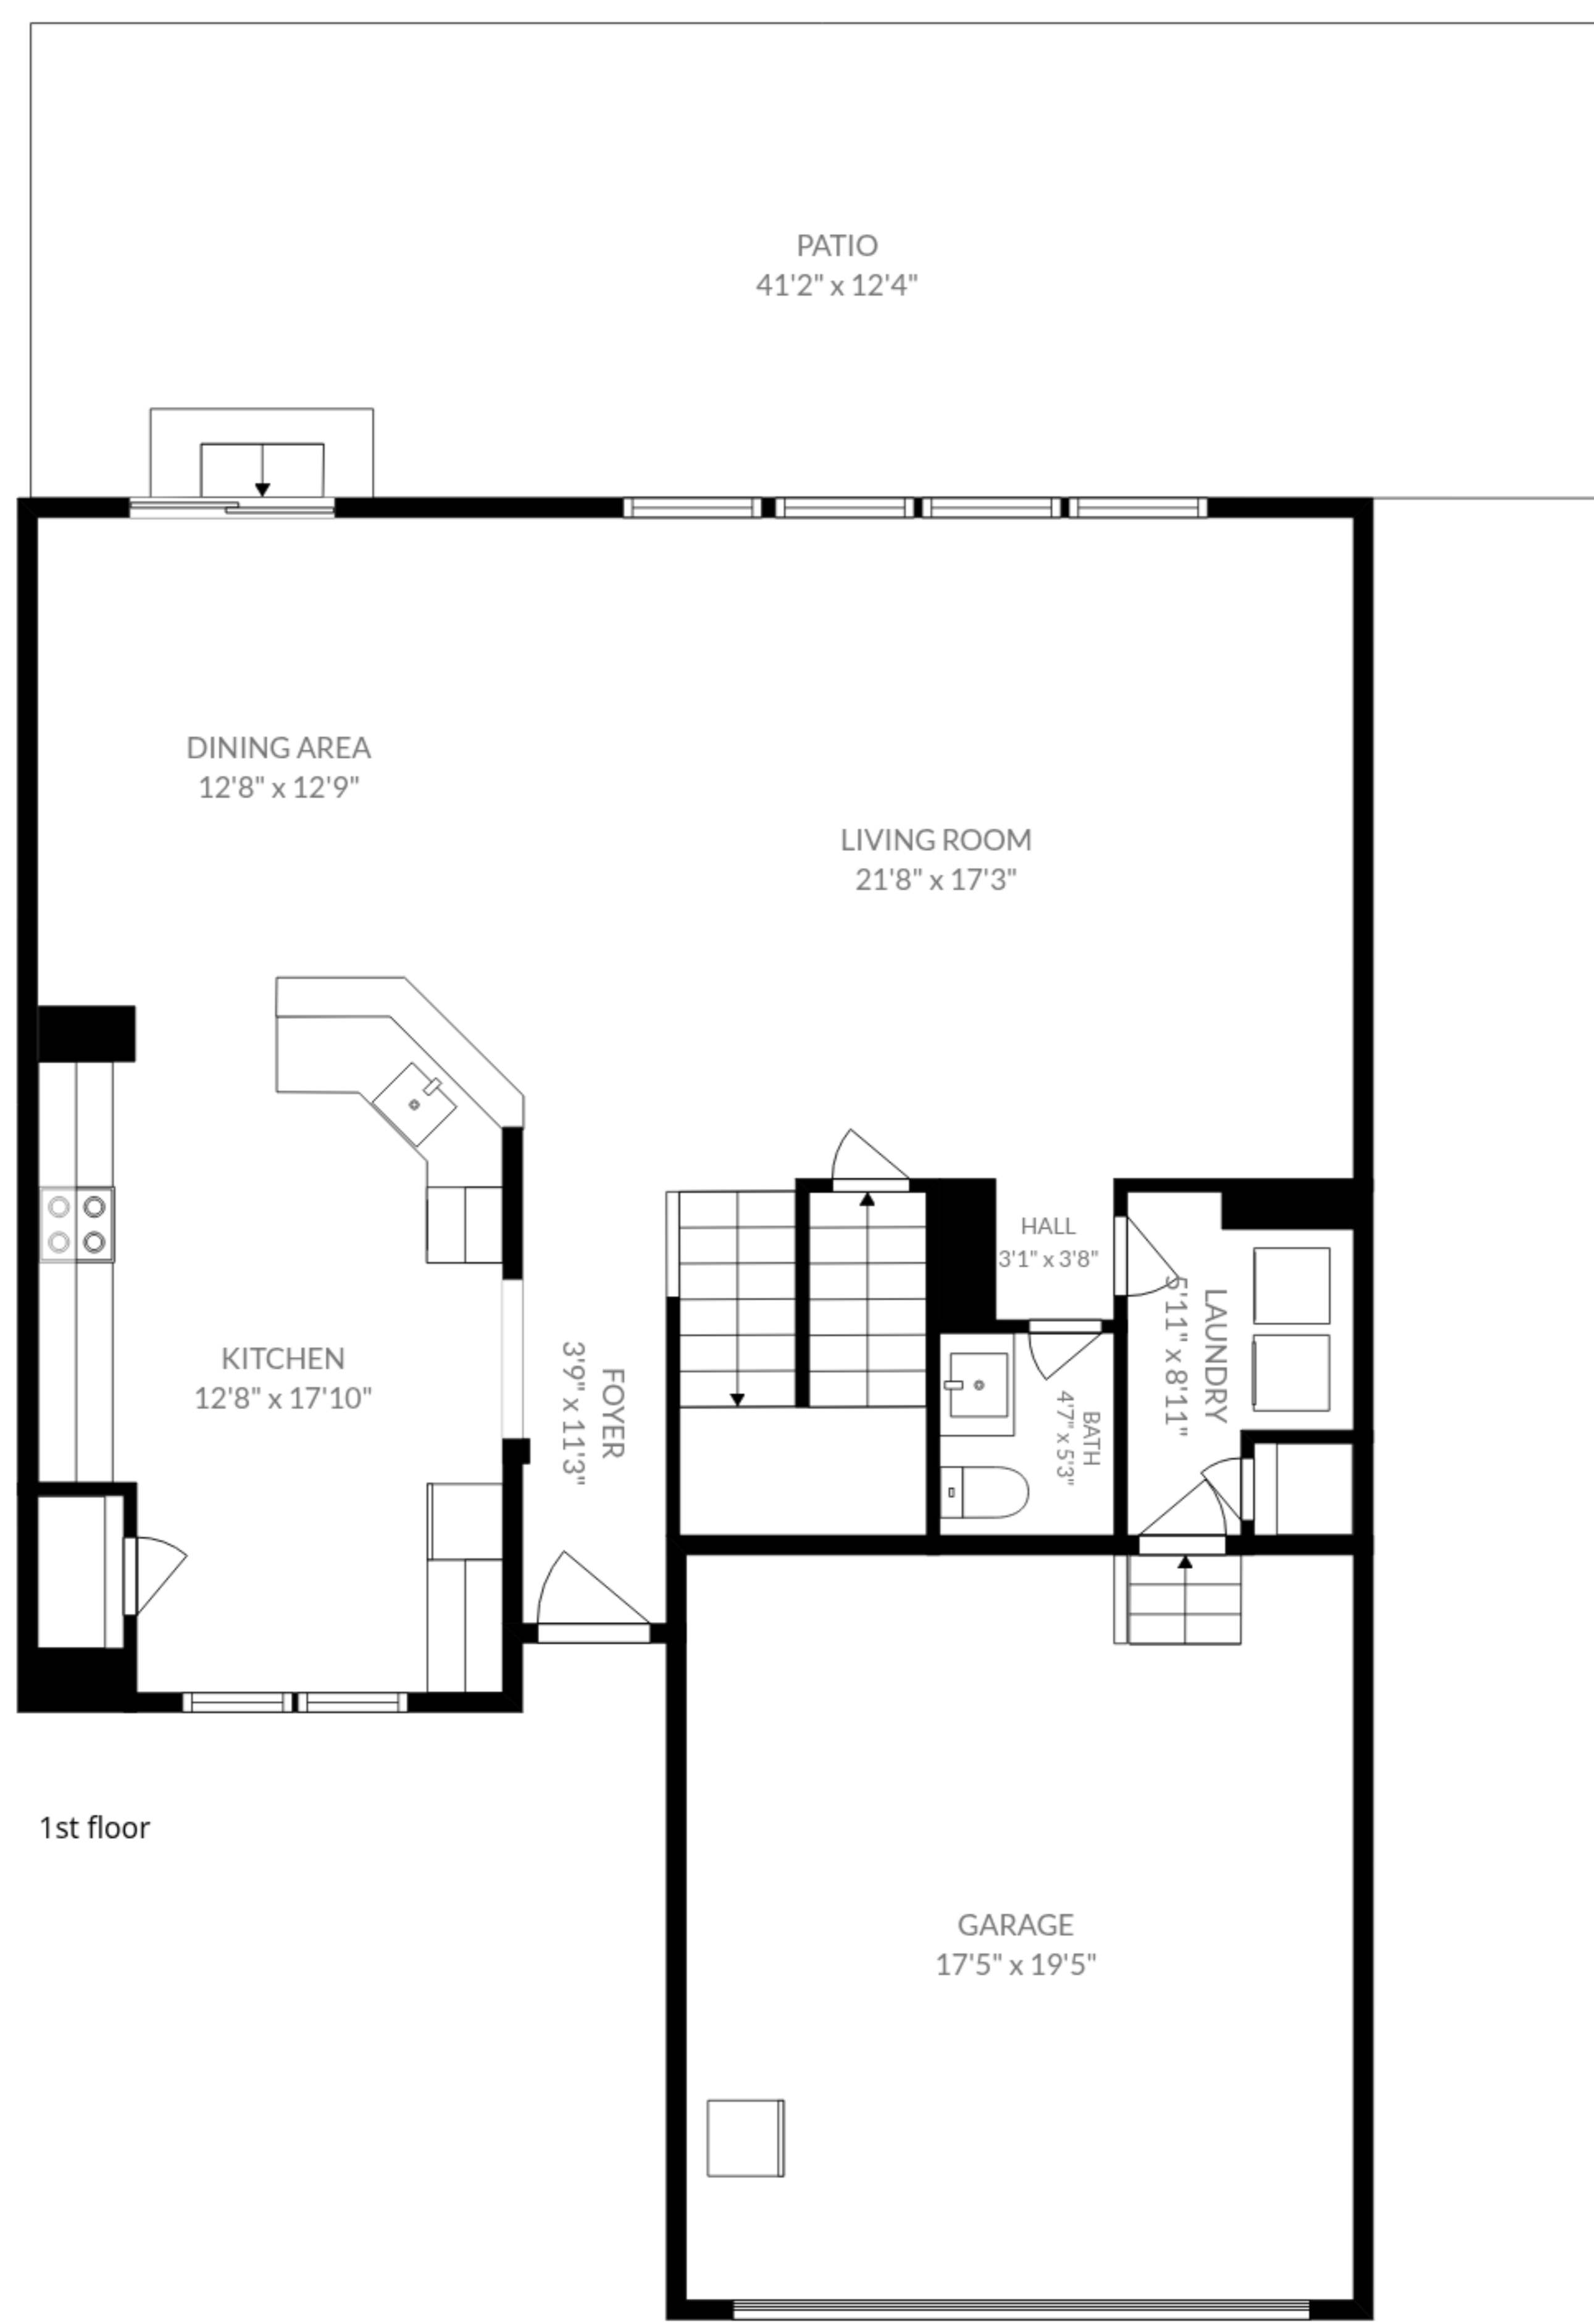 PATIO
41'2" x 12'4"
DINING AREA
12'8" x 12'9"
LIVING ROOM
21'8" x 17'3"
HALL
3'1" x 3'8"
LAUNDRY
5'11" x 8'11"
KITCHEN
12'8" x 17'10"
FOYER
3'9" x 11'3"
BATH
4'7" x 5'3"
1st floor
GARAGE
17'5" x 19'5"